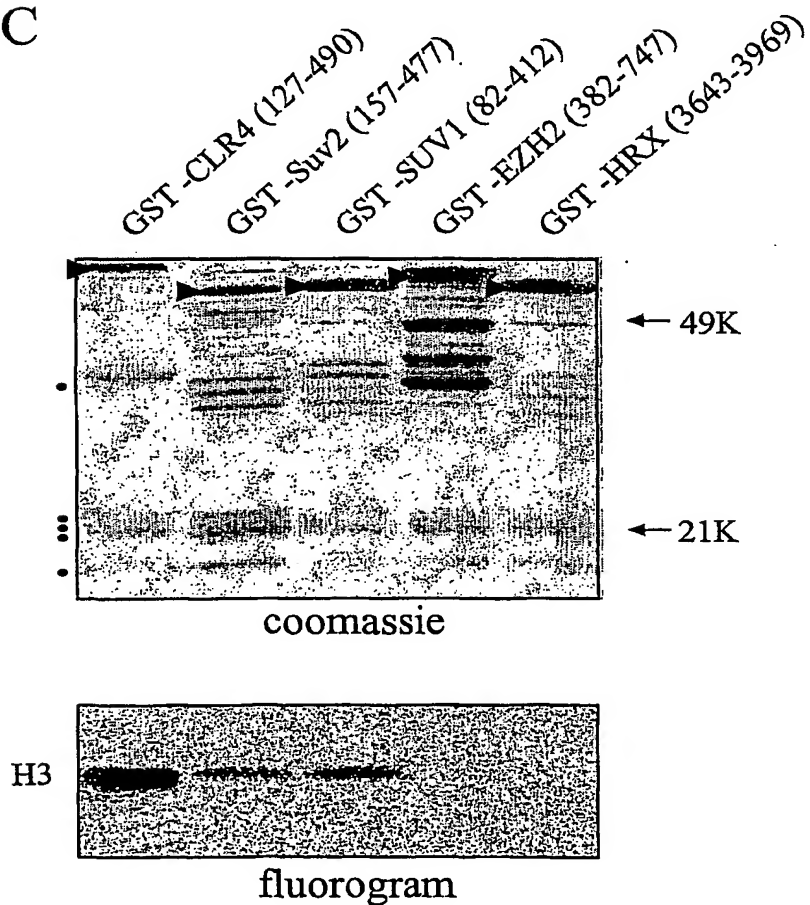 C
GST -CLR4 (127-490)
GST -Suv2 (157-477)
GST -SUV1 (82-412)
GST -EZH2 (382-747)
GST -HRX (3643-3969)
49K
21K
coomassie
H3
fluorogram